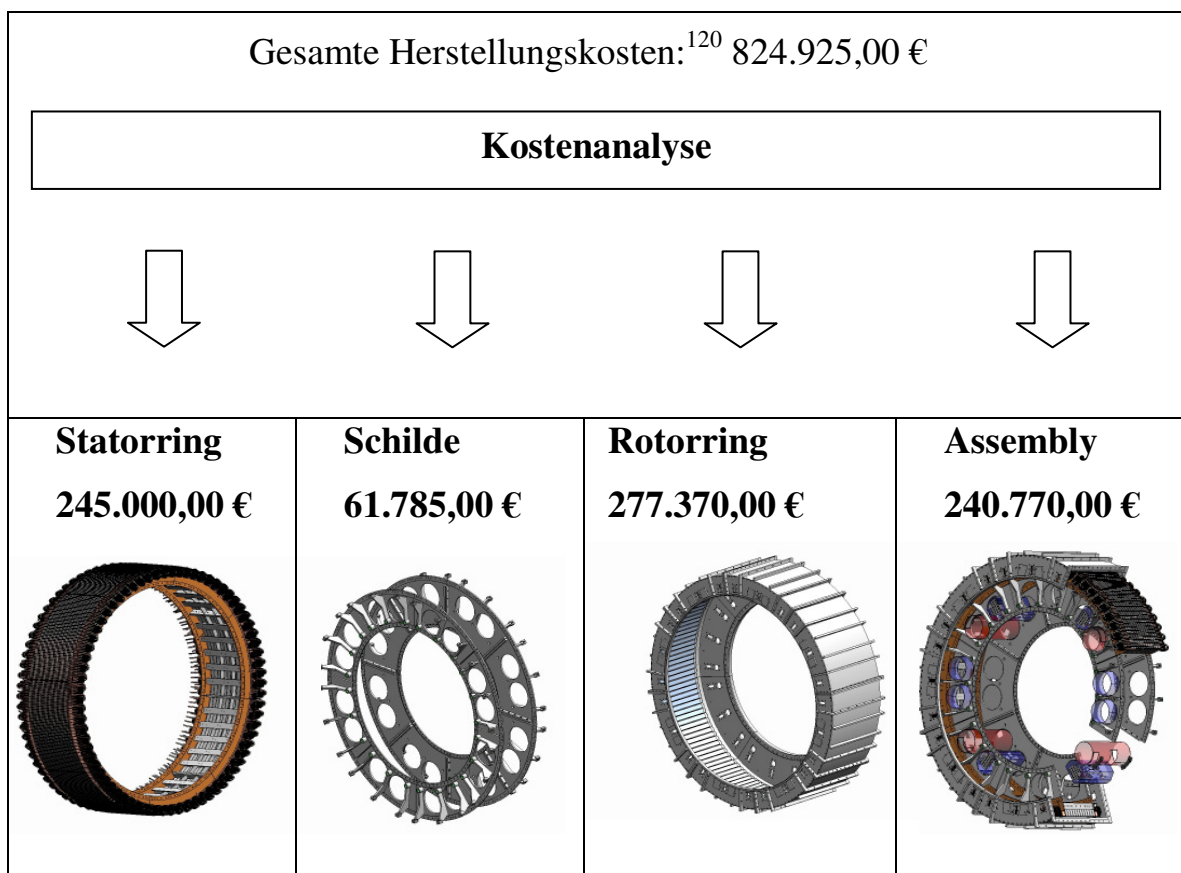 Gesamte Herstellungskosten:120 824.925,00 €
Kostenanalyse
Statorring
245.000,00 €
Schilde
61.785,00 €
Rotorring
277.370,00 €
Assembly
240.770,00 €